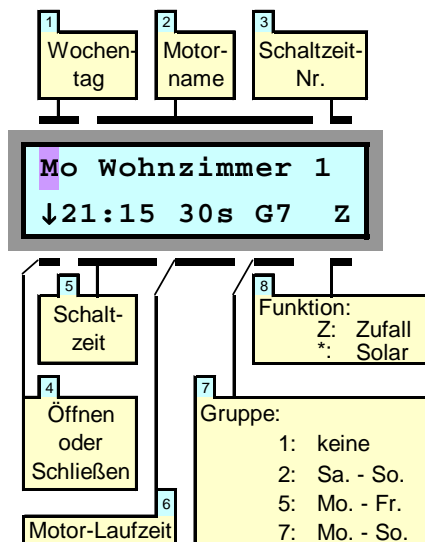 1
Wochen-
tag
2
Motor-
name
3
Schaltzeit-
Nr.
Mo Wohnzimmer 1
↓21:15 30s G7 Z
5
Schalt-
zeit
8
Funktion:
Z: Zufall
*: Solar
4
Öffnen
oder
Schließen
7
Gruppe:
1: keine
2: Sa. - So.
5: Mo. - Fr.
7: Mo. - So.
6
Motor-Laufzeit